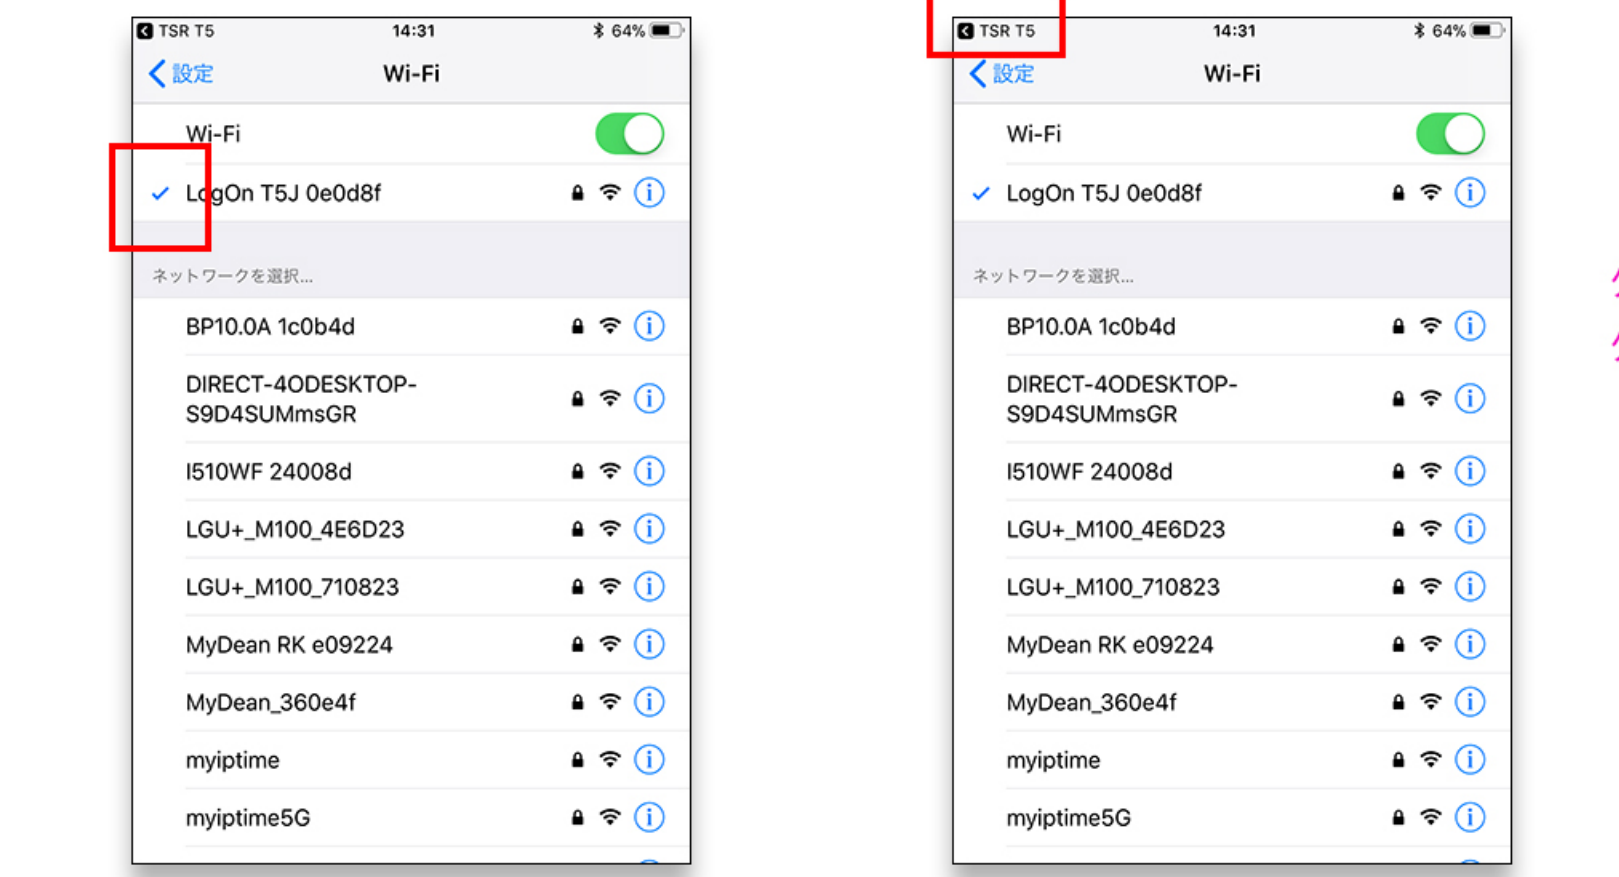 TSR T5 14:31 64%
設定 Wi-Fi
Wi-Fi
LogOn T5J 0e0d8f
ネットワークを選択...
BP10.0A 1c0b4d
DIRECT-4ODESKTOP-
S9D4SUMmsGR
I510WF 24008d
LGU+_M100_4E6D23
LGU+_M100_710823
MyDean RK e09224
MyDean_360e4f
myiptime
myiptime5G
TSR T5 14:31 64%
設定 Wi-Fi
Wi-Fi
LogOn T5J 0e0d8f
ネットワークを選択...
BP10.0A 1c0b4d
DIRECT-4ODESKTOP-
S9D4SUMmsGR
I510WF 24008d
LGU+_M100_4E6D23
LGU+_M100_710823
MyDean RK e09224
MyDean_360e4f
myiptime
myiptime5G